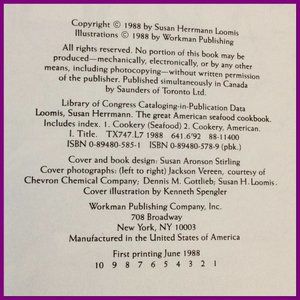 Copyright © 1988 by Susan Herrmann Loomis
Illustrations © 1988 by Workman Publishing
All rights reserved. No portion of this book may be
produced—mechanically, electronically, or by any other
means, including photocopying—without written permission
of the publisher. Published simultaneously in Canada
by Saunders of Toronto Ltd.
Library of Congress Cataloging-in-Publication Data
Loomis, Susan Herrmann. The great American seafood cookbook.
Includes index. 1. Cookery (Seafood) 2. Cookery, American.
I. Title. TX747.L7 1988 641.6'92 88-11400
ISBN 0-89480-585-1 ISBN 0-89480-578-9 (pbk.)
Cover and book design: Susan Aronson Stirling
Cover photographs: (left to right) Jackson Vereen, courtesy of
Chevron Chemical Company; Dennis M. Gottlieb; Susan H. Loomis.
Cover illustration by Kenneth Spengler
Workman Publishing Company, Inc.
708 Broadway
New York, NY 10003
Manufactured in the United States of America
First printing June 1988
10 9 8 7 6 5 4 3 2 1